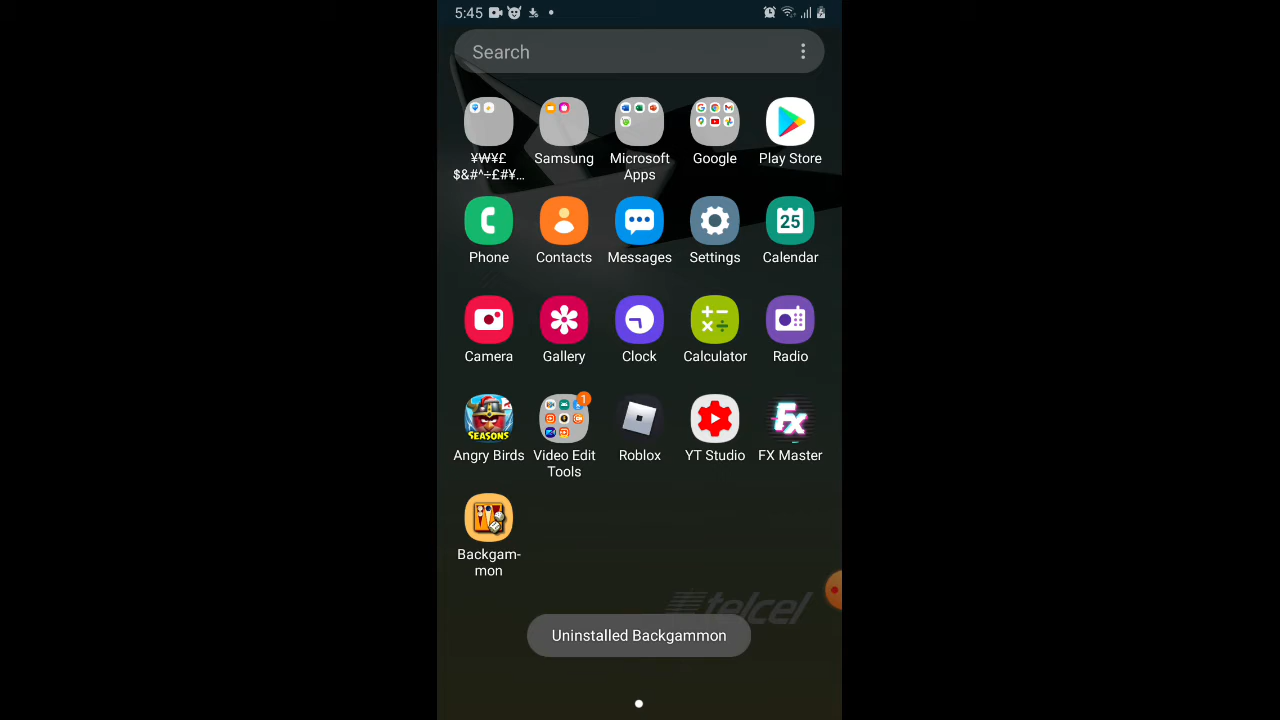 5:45
Search
¥₩¥£
$&#^÷£#¥...
Samsung
Microsoft
Apps
Google
Play Store
Phone
Contacts
Messages
Settings
25
Calendar
Camera
Gallery
Clock
Calculator
Radio
SEASONS
Angry Birds
1
Video Edit
Tools
Roblox
YT Studio
Fx
FX Master
Backgam-
mon
telcel
Uninstalled Backgammon